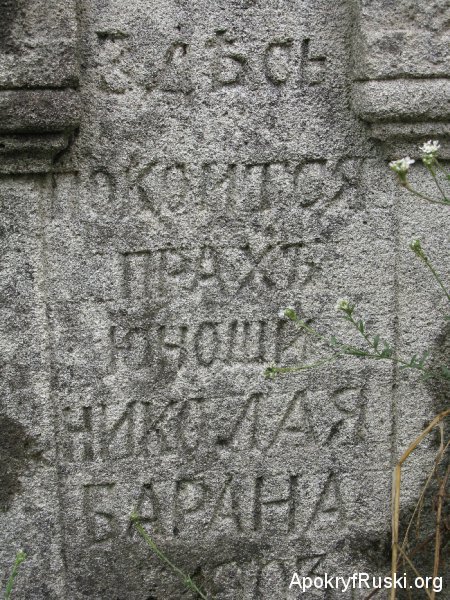 ЗДѢСЬ
ПОКОИТСЯ
ПРАХЪ
ЮНОШИ
НИКОЛАЯ
БАРАНА
ApokryfRuski.org